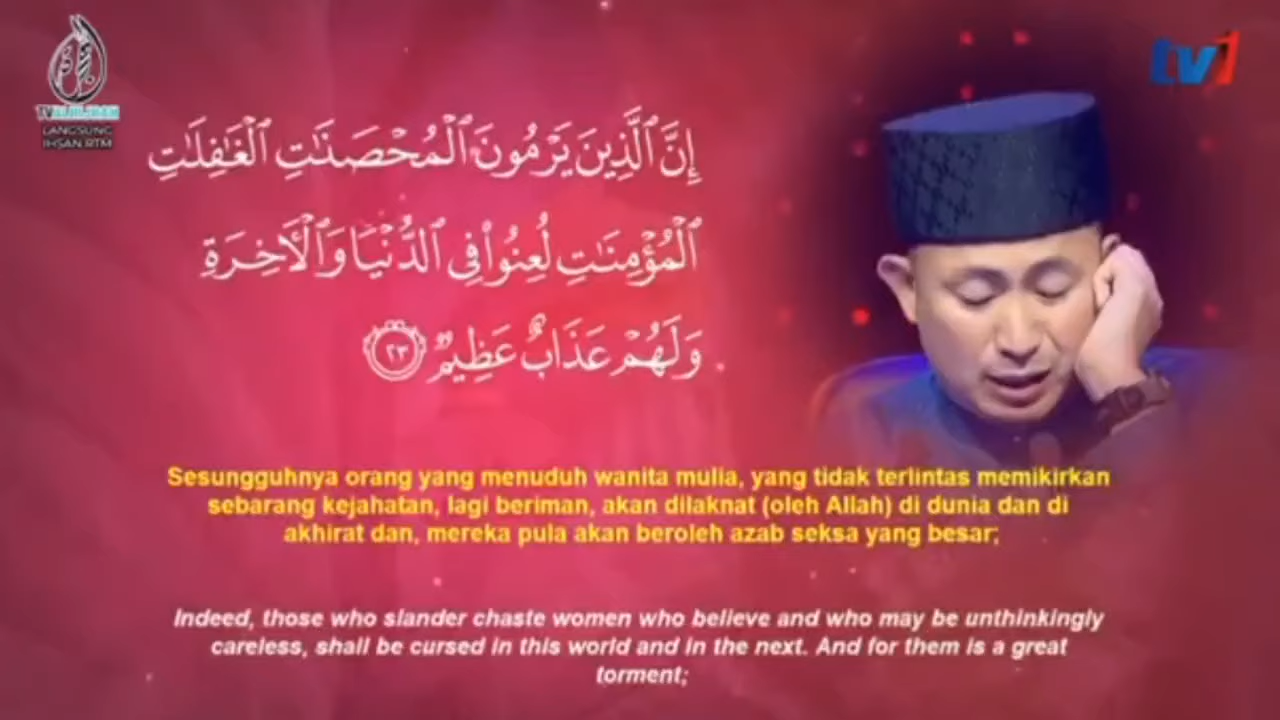 TV ALHIJRAH
LANGSUNG
IHSAN RTM
tv1
إِنَّ ٱلَّذِينَ يَرْمُونَ ٱلْمُحْصَنَـٰتِ ٱلْغَـٰفِلَـٰتِ
ٱلْمُؤْمِنَـٰتِ لُعِنُوا۟ فِى ٱلدُّنْيَا وَٱلْـَٔاخِرَةِ
وَلَهُمْ عَذَابٌ عَظِيمٌ ٢٣
Sesungguhnya orang yang menuduh wanita mulia, yang tidak terlintas memikirkan
sebarang kejahatan, lagi beriman, akan dilaknat (oleh Allah) di dunia dan di
akhirat dan, mereka pula akan beroleh azab seksa yang besar;
Indeed, those who slander chaste women who believe and who may be unthinkingly
careless, shall be cursed in this world and in the next. And for them is a great
torment;